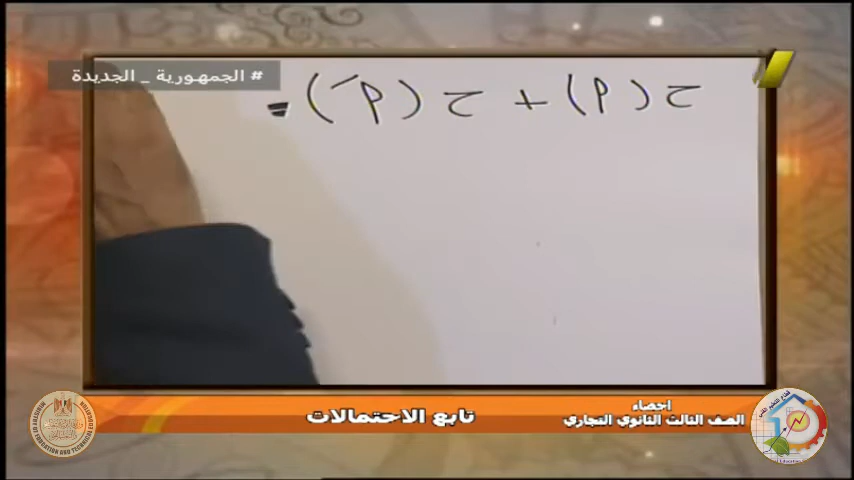 # الجمهورية _ الجديدة
ح (م) + ح (مَ) =
احصاء
الصف الثالث الثانوي التجاري
تابع الاحتمالات